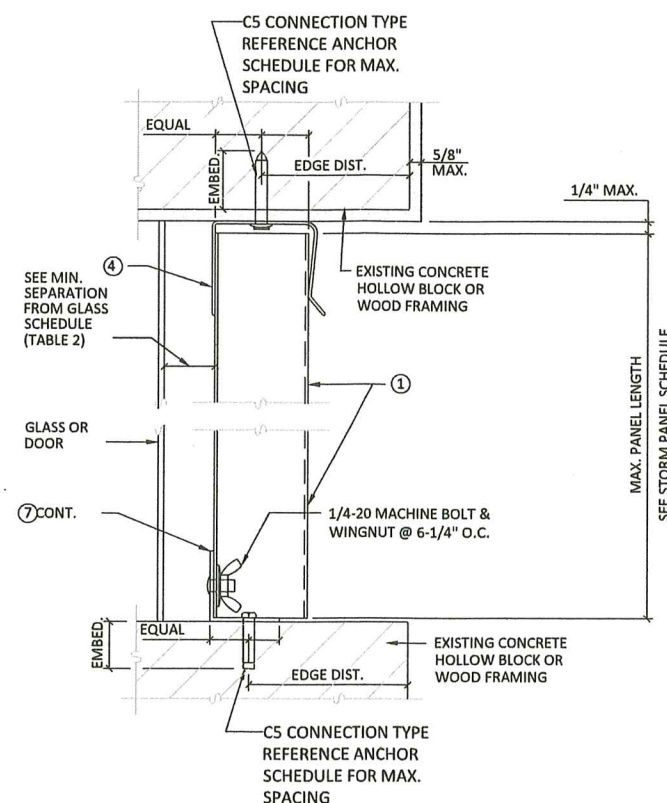 C5 CONNECTION TYPE
REFERENCE ANCHOR
SCHEDULE FOR MAX.
SPACING
EQUAL
EMBED.
EDGE DIST.
5/8"
MAX.
1/4" MAX.
4
SEE MIN.
SEPARATION
FROM GLASS
SCHEDULE
(TABLE 2)
EXISTING CONCRETE
HOLLOW BLOCK OR
WOOD FRAMING
1
GLASS OR
DOOR
MAX. PANEL LENGTH
SEE STORM PANEL SCHEDULE
7 CONT.
1/4-20 MACHINE BOLT &
WINGNUT @ 6-1/4" O.C.
EMBED.
EQUAL
EDGE DIST.
EXISTING CONCRETE
HOLLOW BLOCK OR
WOOD FRAMING
C5 CONNECTION TYPE
REFERENCE ANCHOR
SCHEDULE FOR MAX.
SPACING